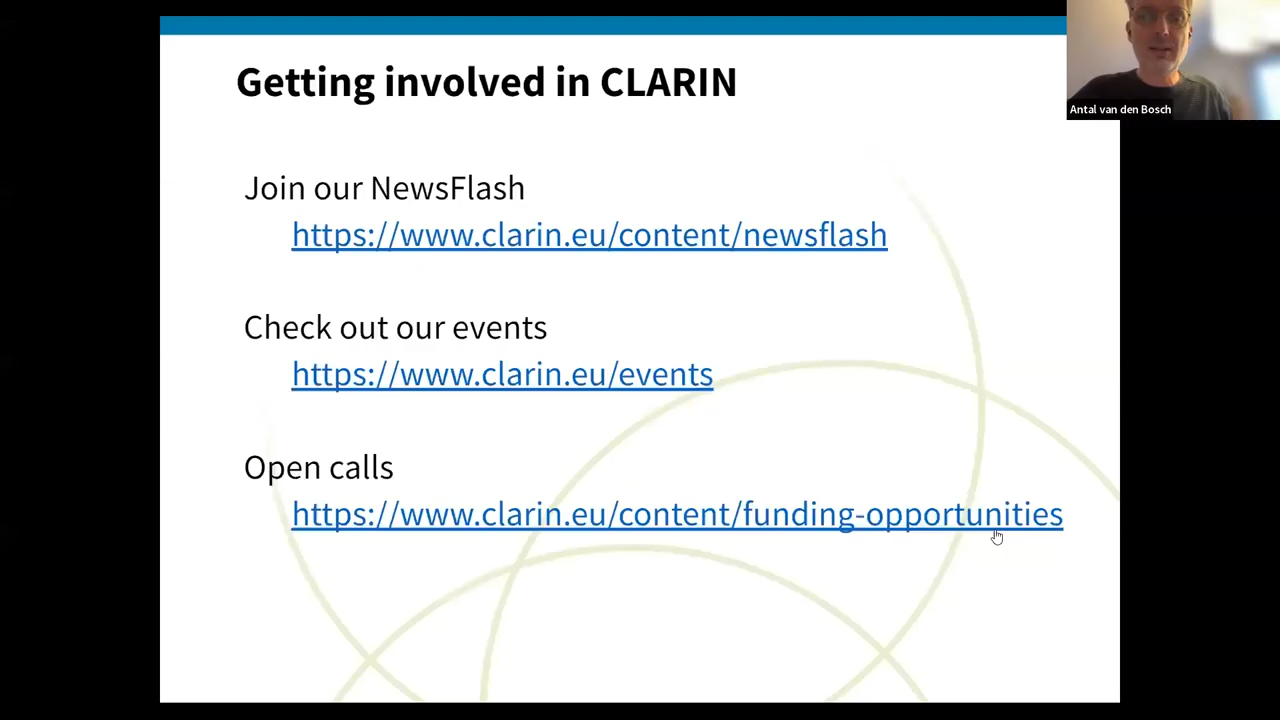 Getting involved in CLARIN
Antal van den Bosch
Join our NewsFlash
https://www.clarin.eu/content/newsflash
Check out our events
https://www.clarin.eu/events
Open calls
https://www.clarin.eu/content/funding-opportunities